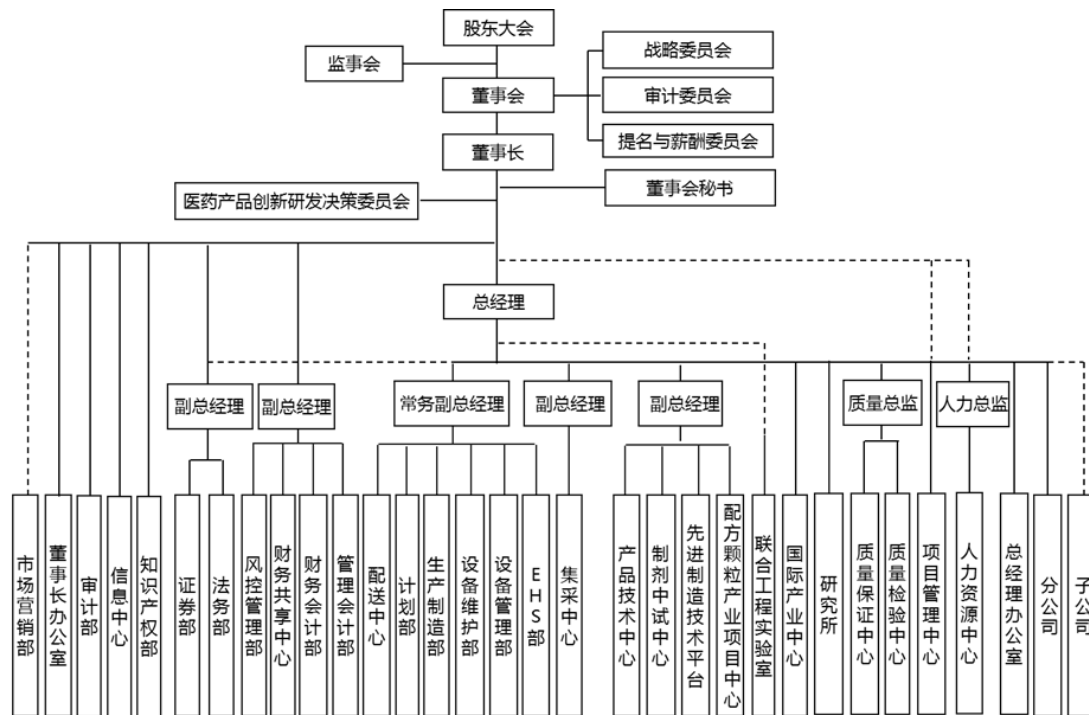 股东大会
监事会
战略委员会
董事会
审计委员会
董事长
提名与薪酬委员会
医药产品创新研发决策委员会
董事会秘书
总经理
副总经理
副总经理
常务副总经理
副总经理
副总经理
质量总监
人力总监
市场营销部
董事长办公室
审计部
信息中心
知识产权部
证券部
法务部
风控管理部
财务共享中心
财务会计部
管理会计部
配送中心
计划部
生产制造部
设备维护部
设备管理部
EHS部
集采中心
产品技术中心
制剂中试中心
先进制造技术平台
配方颗粒产业项目中心
联合工程实验室
国际产业中心
研究所
质量保证中心
质量检验中心
项目管理中心
人力资源中心
总经理办公室
分公司
子公司